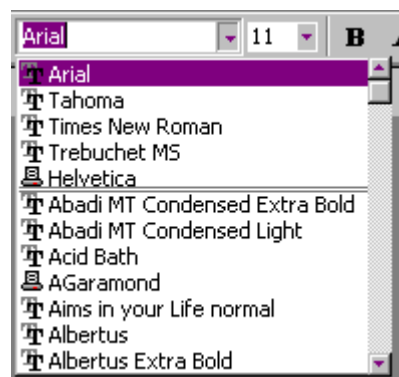 Arial 11 B
Arial
Tahoma
Times New Roman
Trebuchet MS
Helvetica
Abadi MT Condensed Extra Bold
Abadi MT Condensed Light
Acid Bath
AGaramond
Aims in your Life normal
Albertus
Albertus Extra Bold